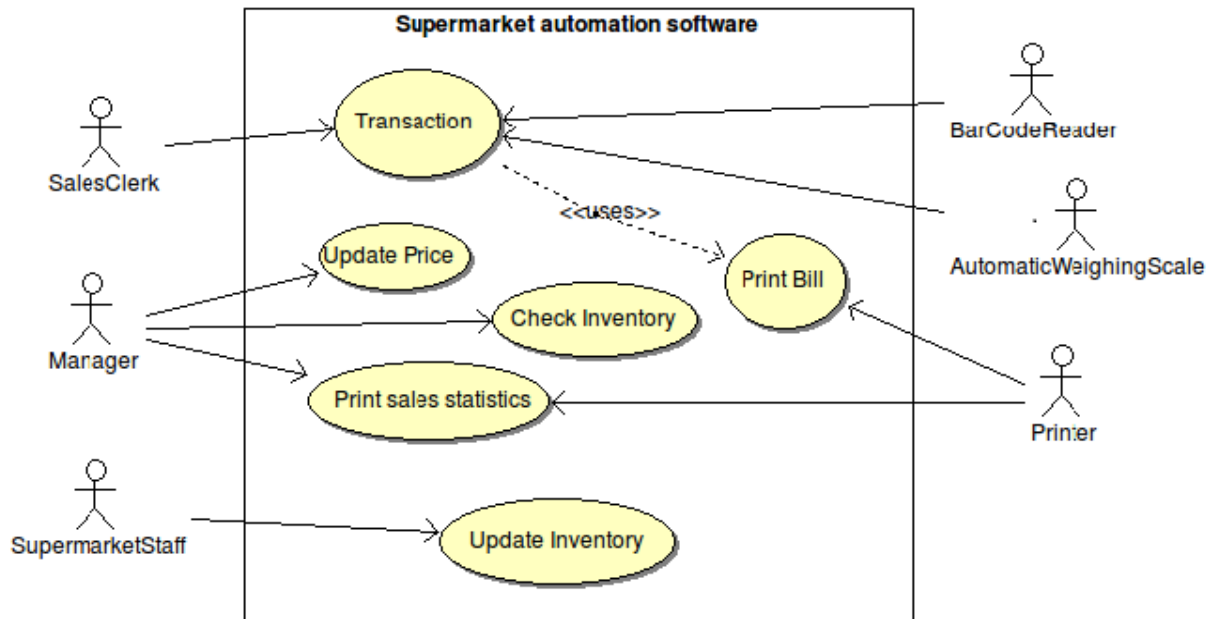 Supermarket automation software
Transaction
BarCodeReader
SalesClerk
<<uses>>
Update Price
Print Bill
AutomaticWeighingScale
Check Inventory
Manager
Print sales statistics
Printer
SupermarketStaff
Update Inventory